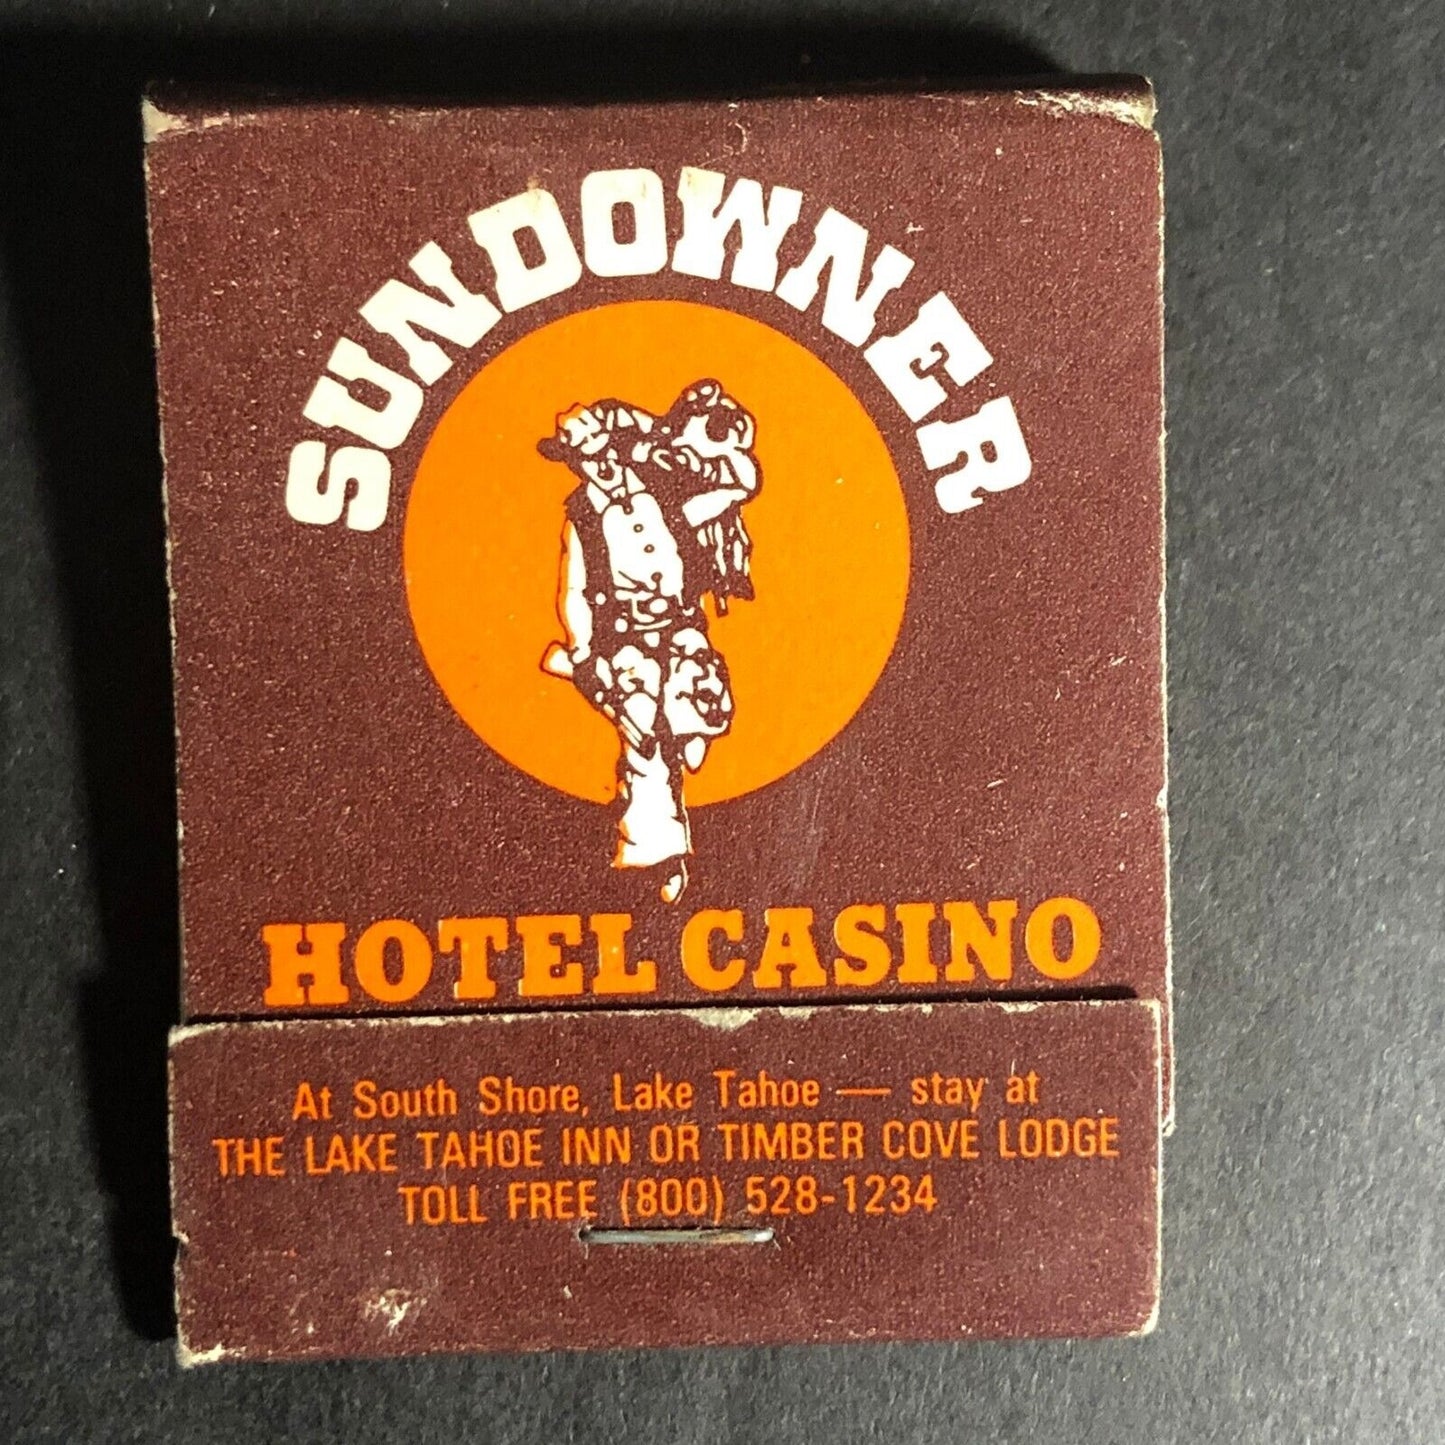 SUNDOWNER
HOTEL CASINO
At South Shore, Lake Tahoe — stay at
THE LAKE TAHOE INN OR TIMBER COVE LODGE
TOLL FREE (800) 528-1234